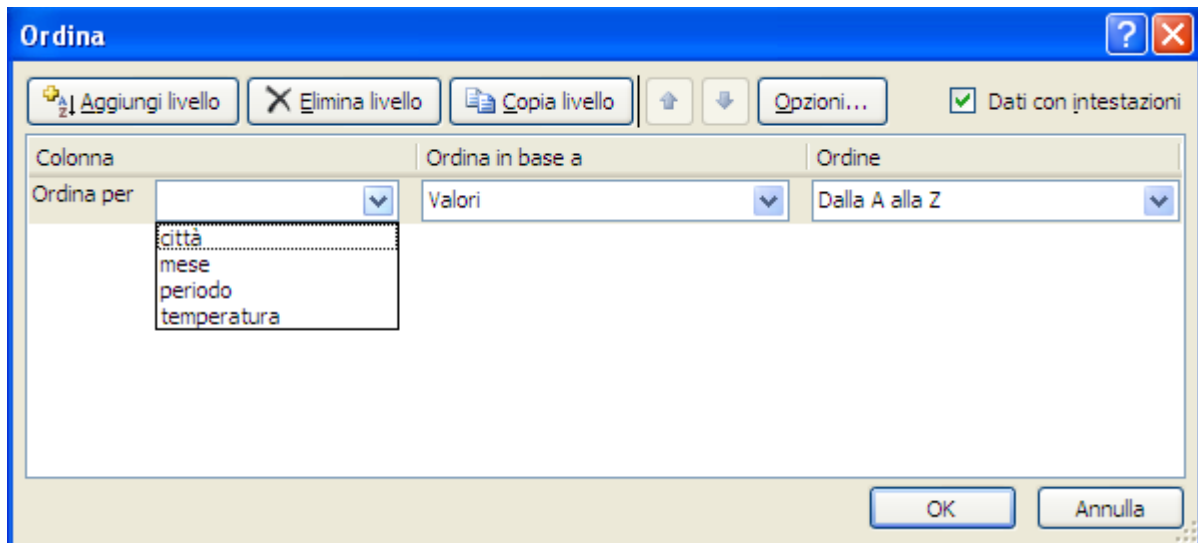 Ordina
Aggiungi livello Elimina livello Copia livello Opzioni... Dati con intestazioni
Colonna Ordina in base a Ordine
Ordina per Valori Dalla A alla Z
città
mese
periodo
temperatura
OK Annulla